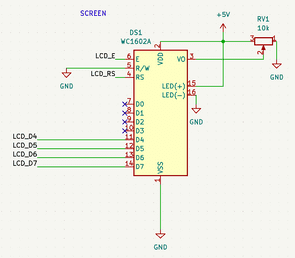 SCREEN
+5V
DS1
WC1602A
RV1
10k
LCD_E 6 E
5 R/W
LCD_RS 4 RS
GND
2 VDD
VO 3
3 1
2
GND
LED(+) 15
LED(-) 16
GND
7 D0
8 D1
9 D2
10 D3
LCD_D4 11 D4
LCD_D5 12 D5
LCD_D6 13 D6
LCD_D7 14 D7
VSS
1
GND